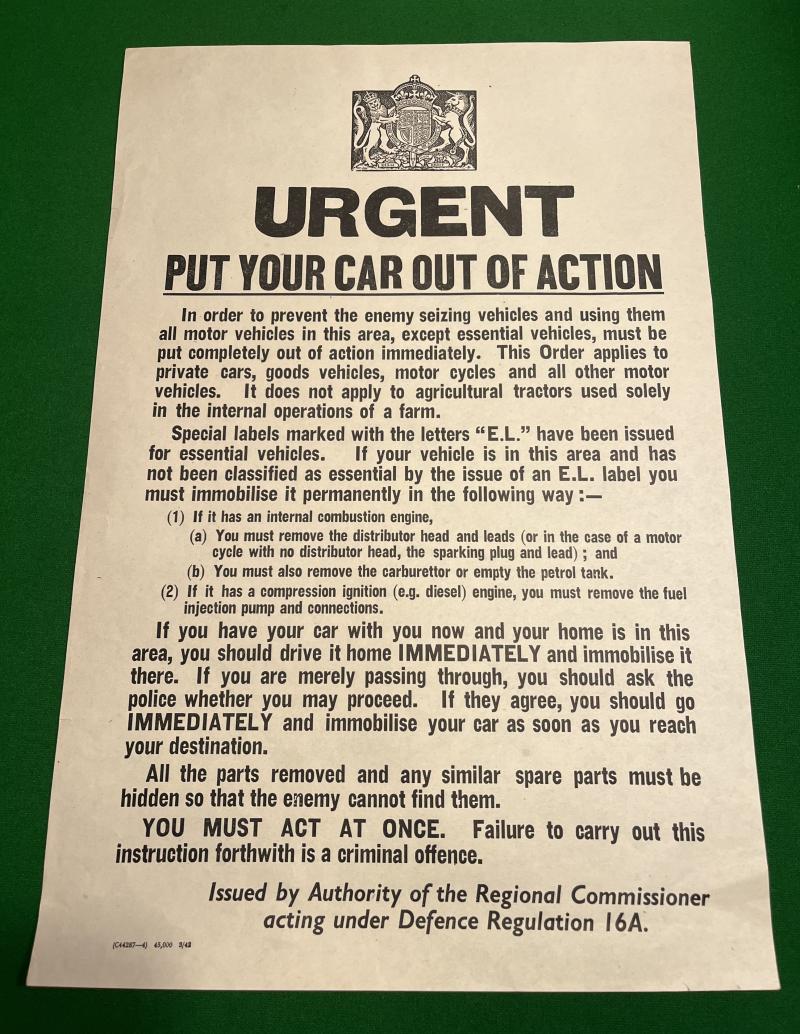 URGENT
PUT YOUR CAR OUT OF ACTION
In order to prevent the enemy seizing vehicles and using them
all motor vehicles in this area, except essential vehicles, must be
put completely out of action immediately. This Order applies to
private cars, goods vehicles, motor cycles and all other motor
vehicles. It does not apply to agricultural tractors used solely
in the internal operations of a farm.
Special labels marked with the letters "E.L." have been issued
for essential vehicles. If your vehicle is in this area and has
not been classified as essential by the issue of an E.L. label you
must immobilise it permanently in the following way :—
(1) If it has an internal combustion engine,
(a) You must remove the distributor head and leads (or in the case of a motor
cycle with no distributor head, the sparking plug and lead) ; and
(b) You must also remove the carburettor or empty the petrol tank.
(2) If it has a compression ignition (e.g. diesel) engine, you must remove the fuel
injection pump and connections.
If you have your car with you now and your home is in this
area, you should drive it home IMMEDIATELY and immobilise it
there. If you are merely passing through, you should ask the
police whether you may proceed. If they agree, you should go
IMMEDIATELY and immobilise your car as soon as you reach
your destination.
All the parts removed and any similar spare parts must be
hidden so that the enemy cannot find them.
YOU MUST ACT AT ONCE. Failure to carry out this
instruction forthwith is a criminal offence.
Issued by Authority of the Regional Commissioner
acting under Defence Regulation 16A.
(C44287—4) 45,000 3/42